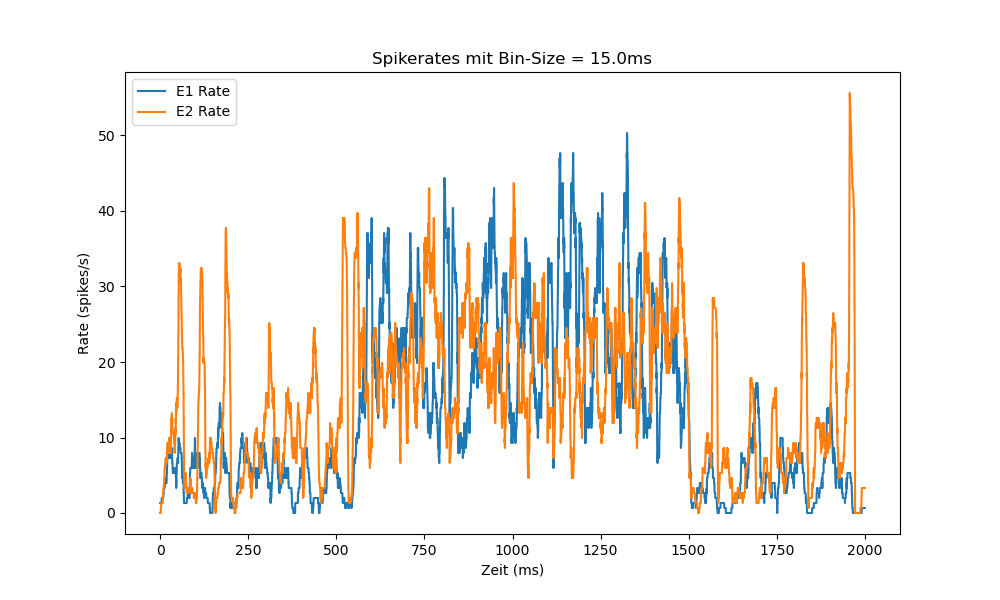 Spikerates mit Bin-Size = 15.0ms
E1 Rate
E2 Rate
Rate (spikes/s)
50
40
30
20
10
0
0 250 500 750 1000 1250 1500 1750 2000
Zeit (ms)